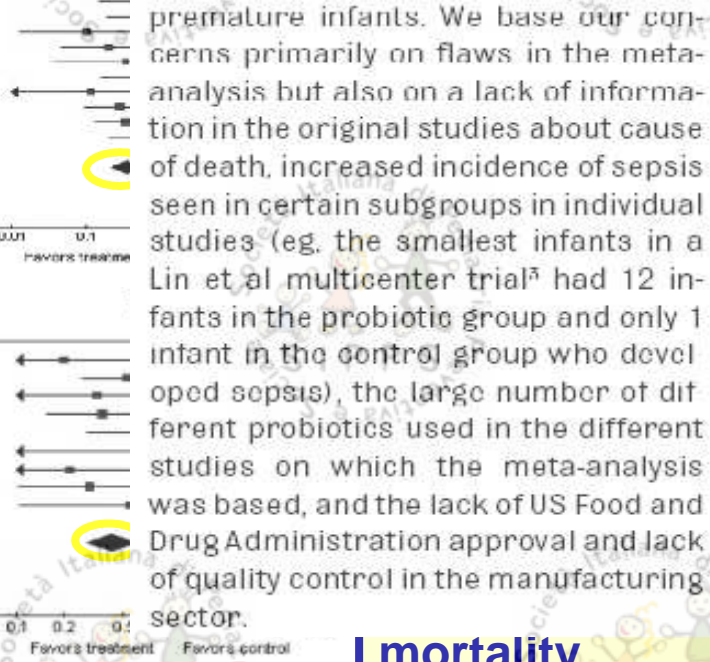 premature infants. We base our con-
cerns primarily on flaws in the meta-
analysis but also on a lack of informa-
tion in the original studies about cause
of death, increased incidence of sepsis
seen in certain subgroups in individual
studies (eg, the smallest infants in a
Lin et al multicenter trial³ had 12 in-
fants in the probiotic group and only 1
infant in the control group who devel
oped sepsis), the large number of dif
ferent probiotics used in the different
studies on which the meta-analysis
was based, and the lack of US Food and
Drug Administration approval and lack
of quality control in the manufacturing
sector.
0.01 0.1
Favors treatme
0.1 0.2 0.5
Favors treatment Favors control
mortality